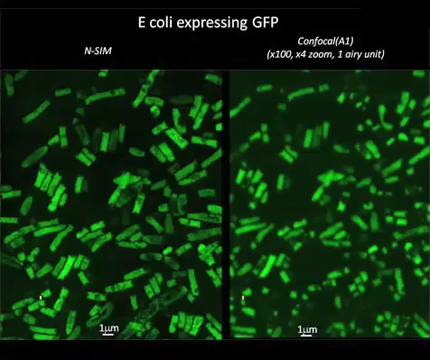 E coli expressing GFP
N-SIM
Confocal(A1)
(x100, x4 zoom, 1 airy unit)
1μm
1μm